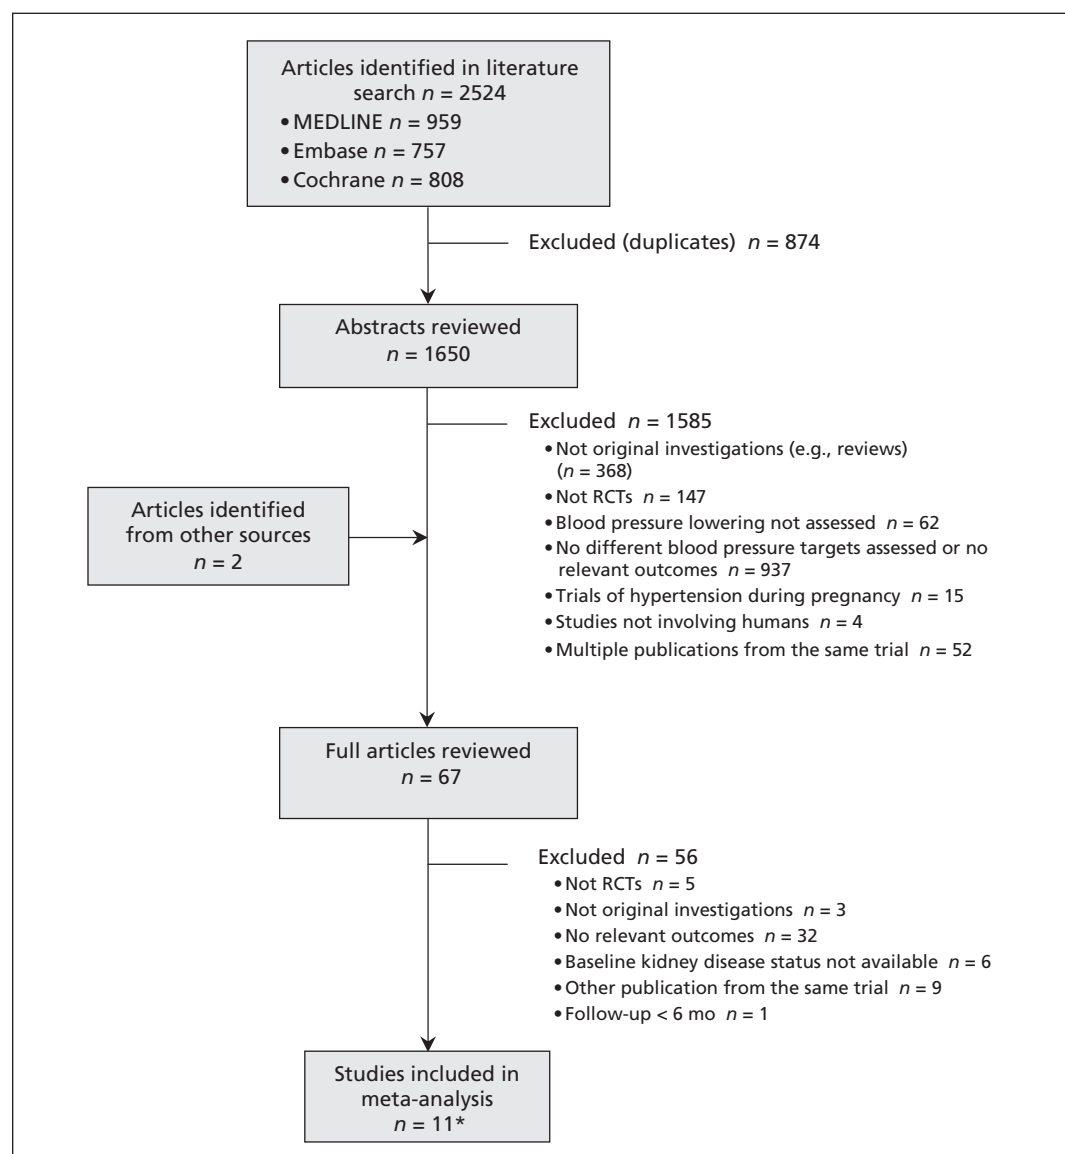 Articles identified in literature
search n = 2524
• MEDLINE n = 959
• Embase n = 757
• Cochrane n = 808
Excluded (duplicates) n = 874
Abstracts reviewed
n = 1650
Excluded n = 1585
• Not original investigations (e.g., reviews)
(n = 368)
• Not RCTs n = 147
• Blood pressure lowering not assessed n = 62
• No different blood pressure targets assessed or no
relevant outcomes n = 937
• Trials of hypertension during pregnancy n = 15
• Studies not involving humans n = 4
• Multiple publications from the same trial n = 52
Articles identified
from other sources
n = 2
Full articles reviewed
n = 67
Excluded n = 56
• Not RCTs n = 5
• Not original investigations n = 3
• No relevant outcomes n = 32
• Baseline kidney disease status not available n = 6
• Other publication from the same trial n = 9
• Follow-up < 6 mo n = 1
Studies included in
meta-analysis
n = 11*